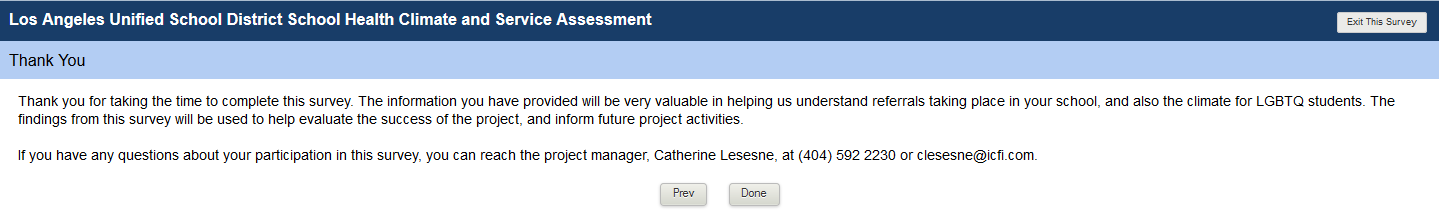 Los Angeles Unified School District School Health Climate and Service Assessment
Exit This Survey
Thank You
Thank you for taking the time to complete this survey. The information you have provided will be very valuable in helping us understand referrals taking place in your school, and also the climate for LGBTQ students. The
findings from this survey will be used to help evaluate the success of the project, and inform future project activities.
If you have any questions about your participation in this survey, you can reach the project manager, Catherine Lesesne, at (404) 592 2230 or clesesne@icfi.com.
Prev Done